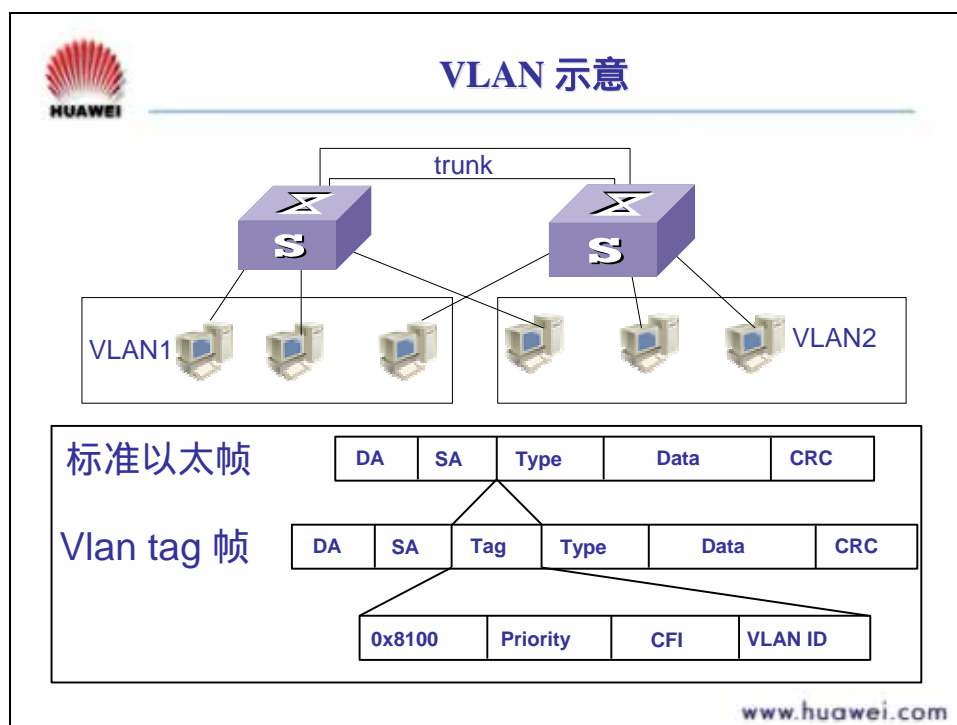 VLAN 示意
HUAWEI
trunk
S
S
VLAN1
VLAN2
标准以太帧
DA SA Type Data CRC
Vlan tag 帧
DA SA Tag Type Data CRC
0x8100 Priority CFI VLAN ID
www.huawei.com